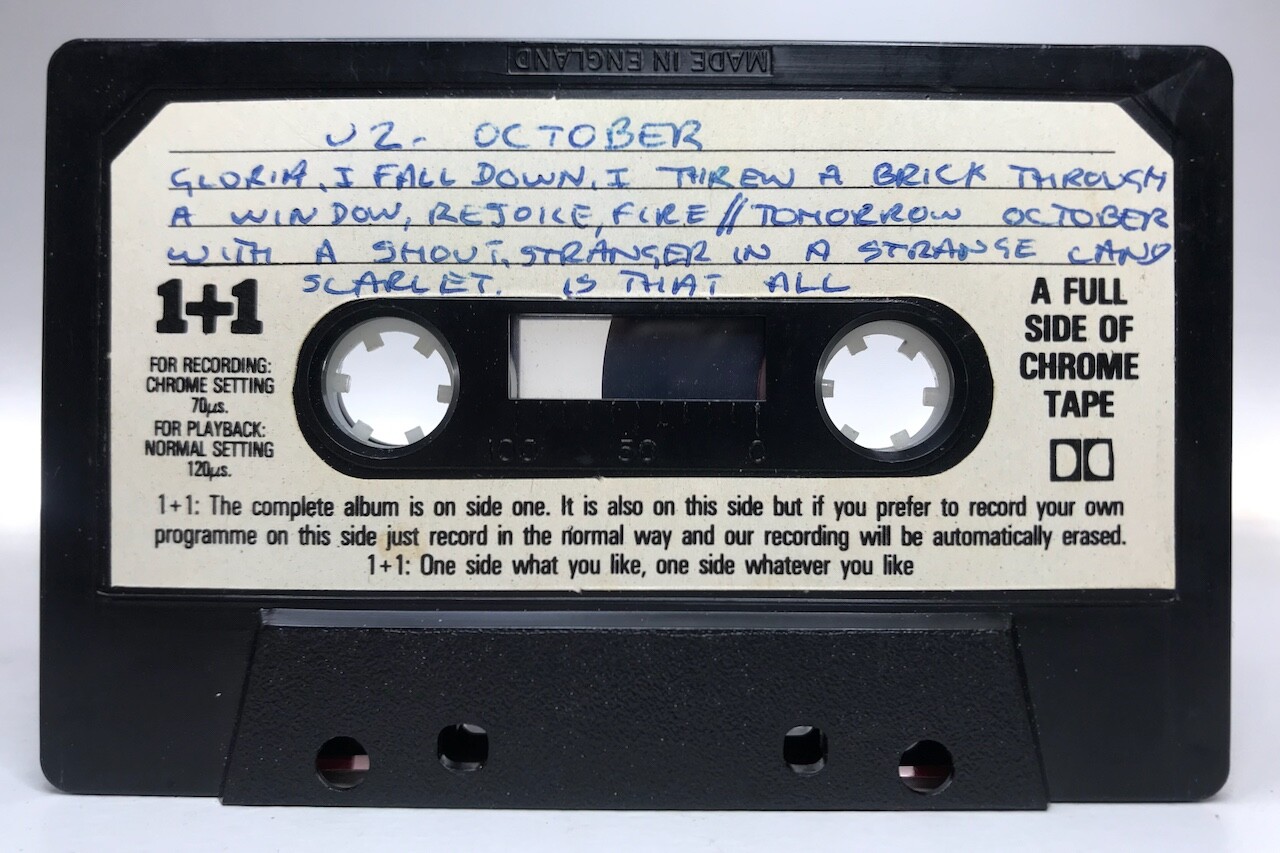 MADE IN ENGLAND
U2- OCTOBER
GLORIA, I FALL DOWN, I THREW A BRICK THROUGH
A WINDOW, REJOICE, FIRE // TOMORROW OCTOBER
WITH A SHOUT, STRANGER IN A STRANGE LAND
SCARLET. IS THAT ALL
1+1
FOR RECORDING:
CHROME SETTING
70µs.
FOR PLAYBACK:
NORMAL SETTING
120µs.
100 50 0
A FULL
SIDE OF
CHROME
TAPE
1+1: The complete album is on side one. It is also on this side but if you prefer to record your own
programme on this side just record in the normal way and our recording will be automatically erased.
1+1: One side what you like, one side whatever you like